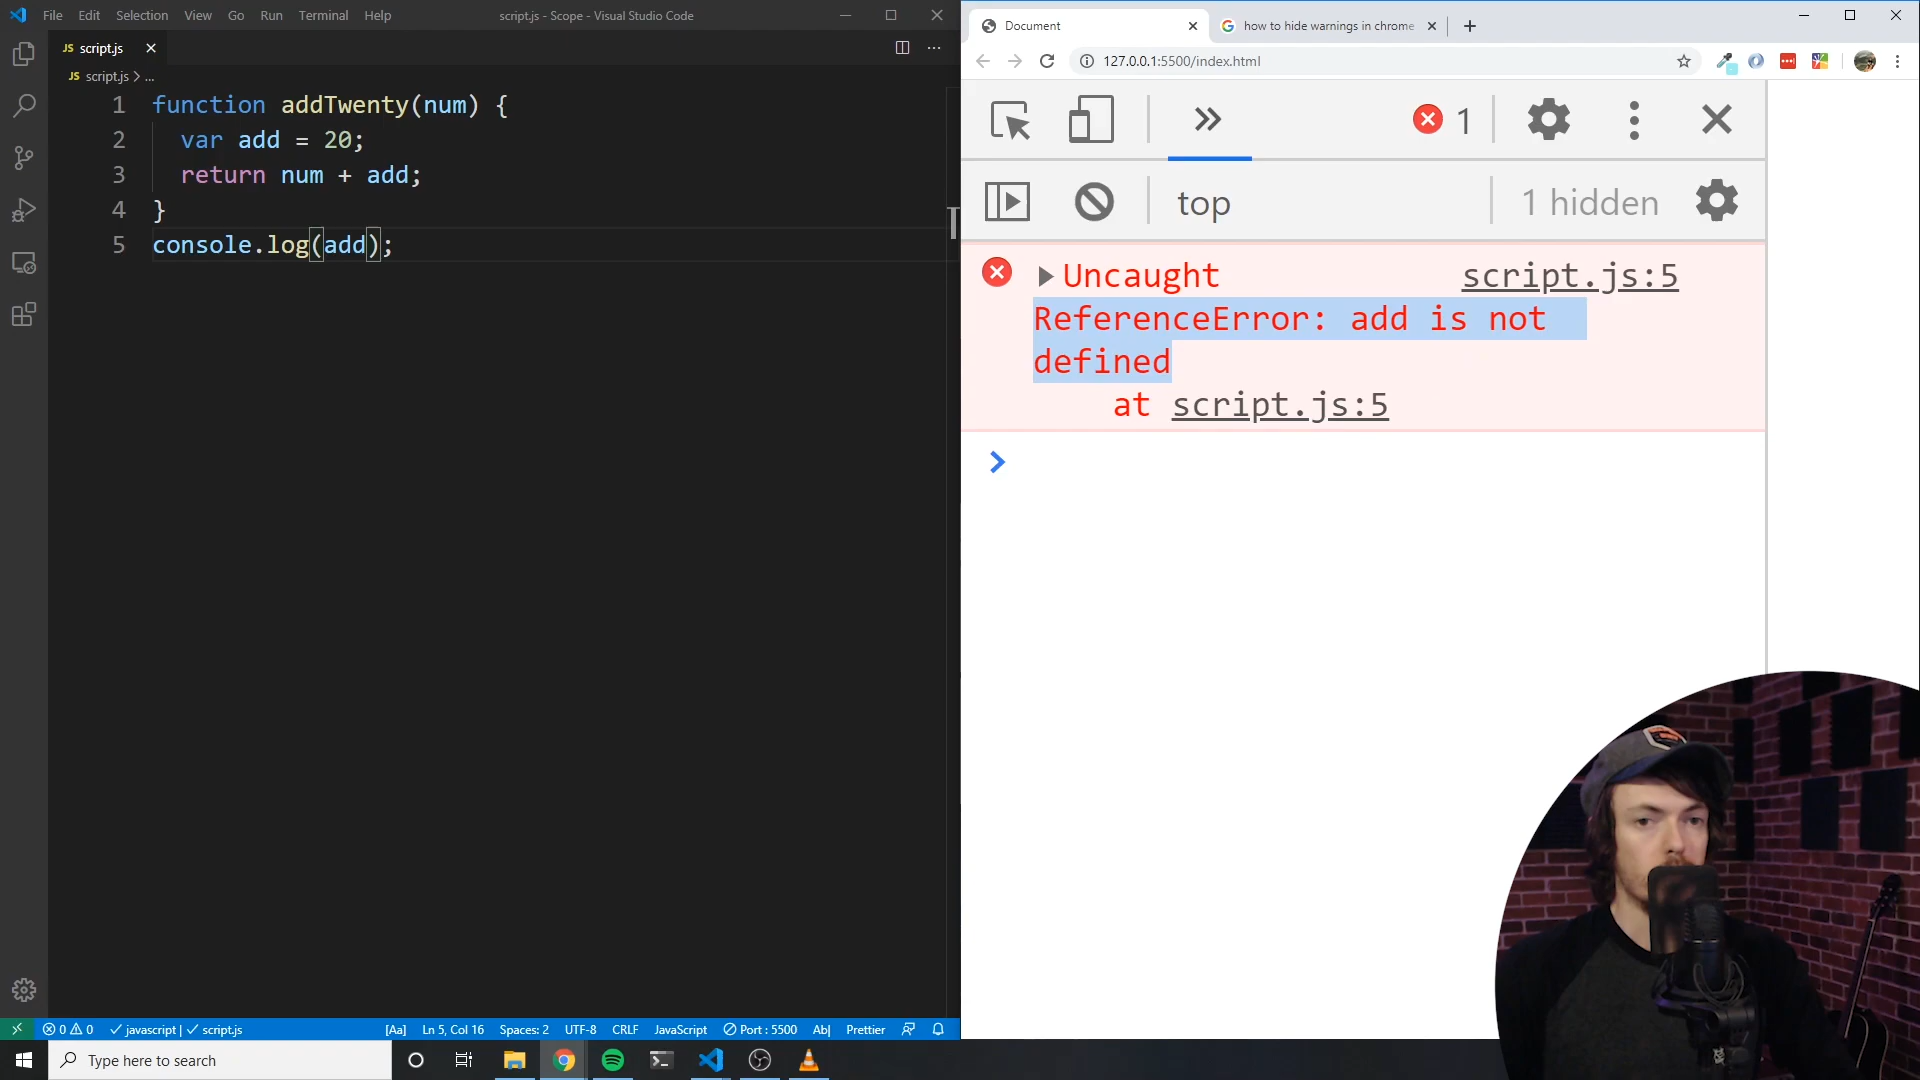 File Edit Selection View Go Run Terminal Help
script.js - Scope - Visual Studio Code
JS script.js
JS script.js > ...
1 function addTwenty(num) {
2 var add = 20;
3 return num + add;
4 }
5 console.log(add);
0 0 javascript | script.js [Aa] Ln 5, Col 16 Spaces: 2 UTF-8 CRLF JavaScript Port : 5500 Ab| Prettier
Type here to search
Document
how to hide warnings in chrome
127.0.0.1:5500/index.html
1
top 1 hidden
Uncaught script.js:5
ReferenceError: add is not
defined
at script.js:5